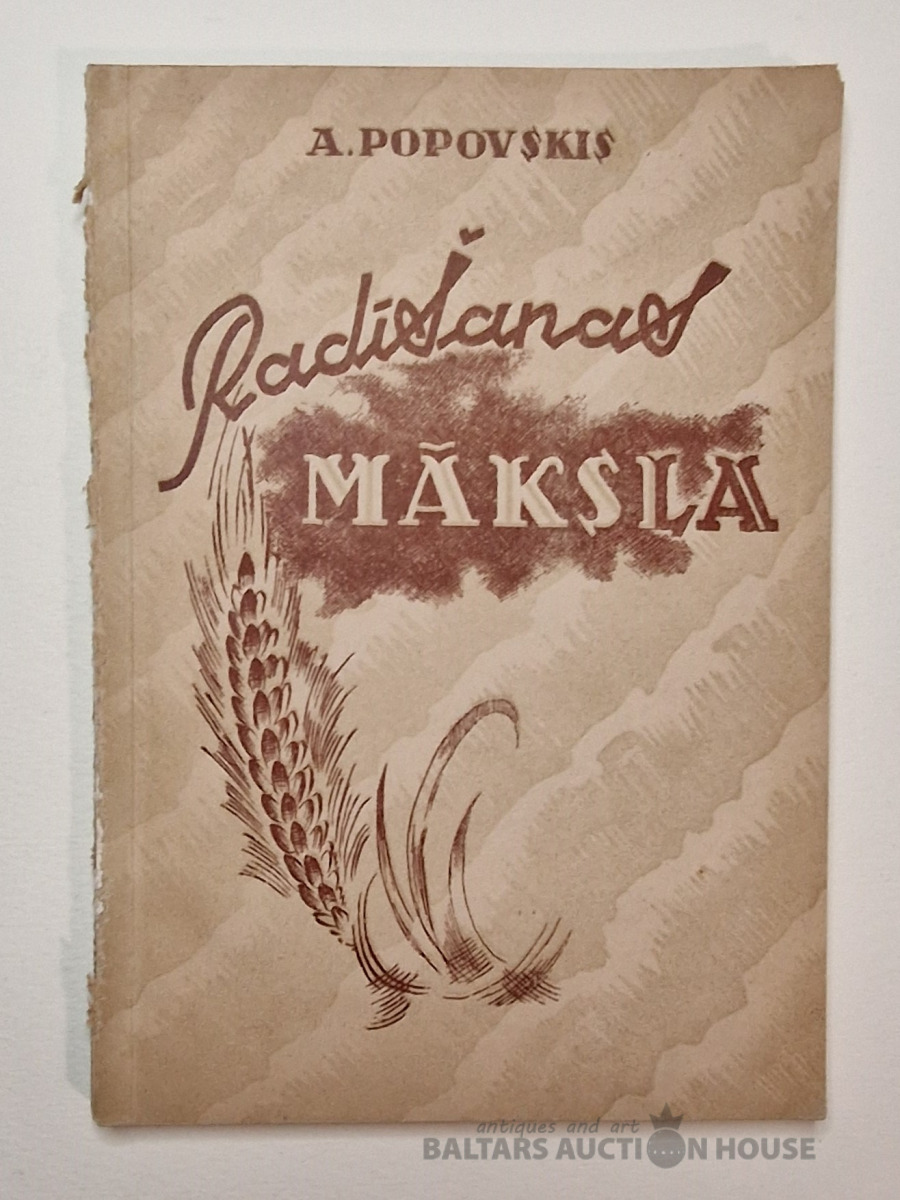 A. POPOVSKIS
Radīšanas
MĀKSLA
antiques and art
BALTARS AUCTION HOUSE